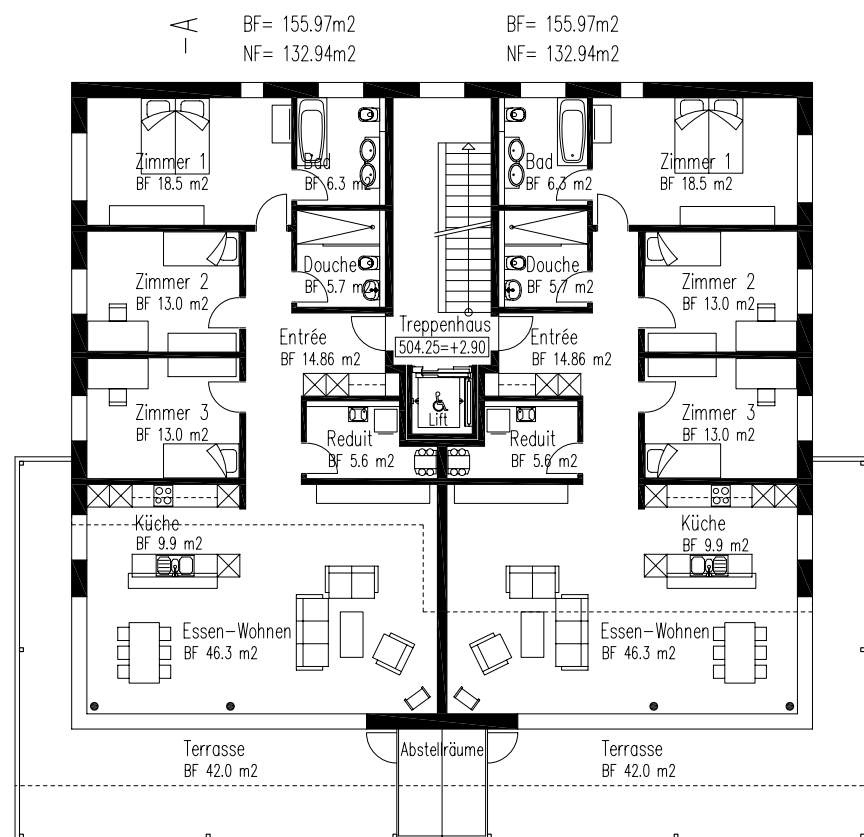 A
BF= 155.97m2
NF= 132.94m2
BF= 155.97m2
NF= 132.94m2
Zimmer 1
BF 18.5 m2
Bad
BF 6.3 m2
Bad
BF 6.3 m2
Zimmer 1
BF 18.5 m2
Zimmer 2
BF 13.0 m2
Douche
BF 5.7 m2
Douche
BF 5.7 m2
Zimmer 2
BF 13.0 m2
Entrée
BF 14.86 m2
Treppenhaus
504.25=+2.90
Entrée
BF 14.86 m2
Zimmer 3
BF 13.0 m2
Lift
Zimmer 3
BF 13.0 m2
Reduit
BF 5.6 m2
Reduit
BF 5.6 m2
Küche
BF 9.9 m2
Küche
BF 9.9 m2
Essen-Wohnen
BF 46.3 m2
Essen-Wohnen
BF 46.3 m2
Terrasse
BF 42.0 m2
Abstellräume
Terrasse
BF 42.0 m2